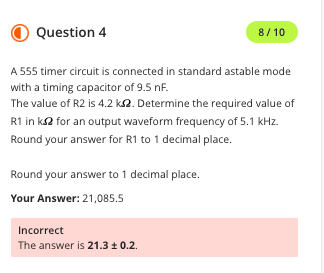 Question 4
8 / 10
A 555 timer circuit is connected in standard astable mode
with a timing capacitor of 9.5 nF.
The value of R2 is 4.2 kΩ. Determine the required value of
R1 in kΩ for an output waveform frequency of 5.1 kHz.
Round your answer for R1 to 1 decimal place.
Round your answer to 1 decimal place.
Your Answer: 21,085.5
Incorrect
The answer is 21.3 ± 0.2.